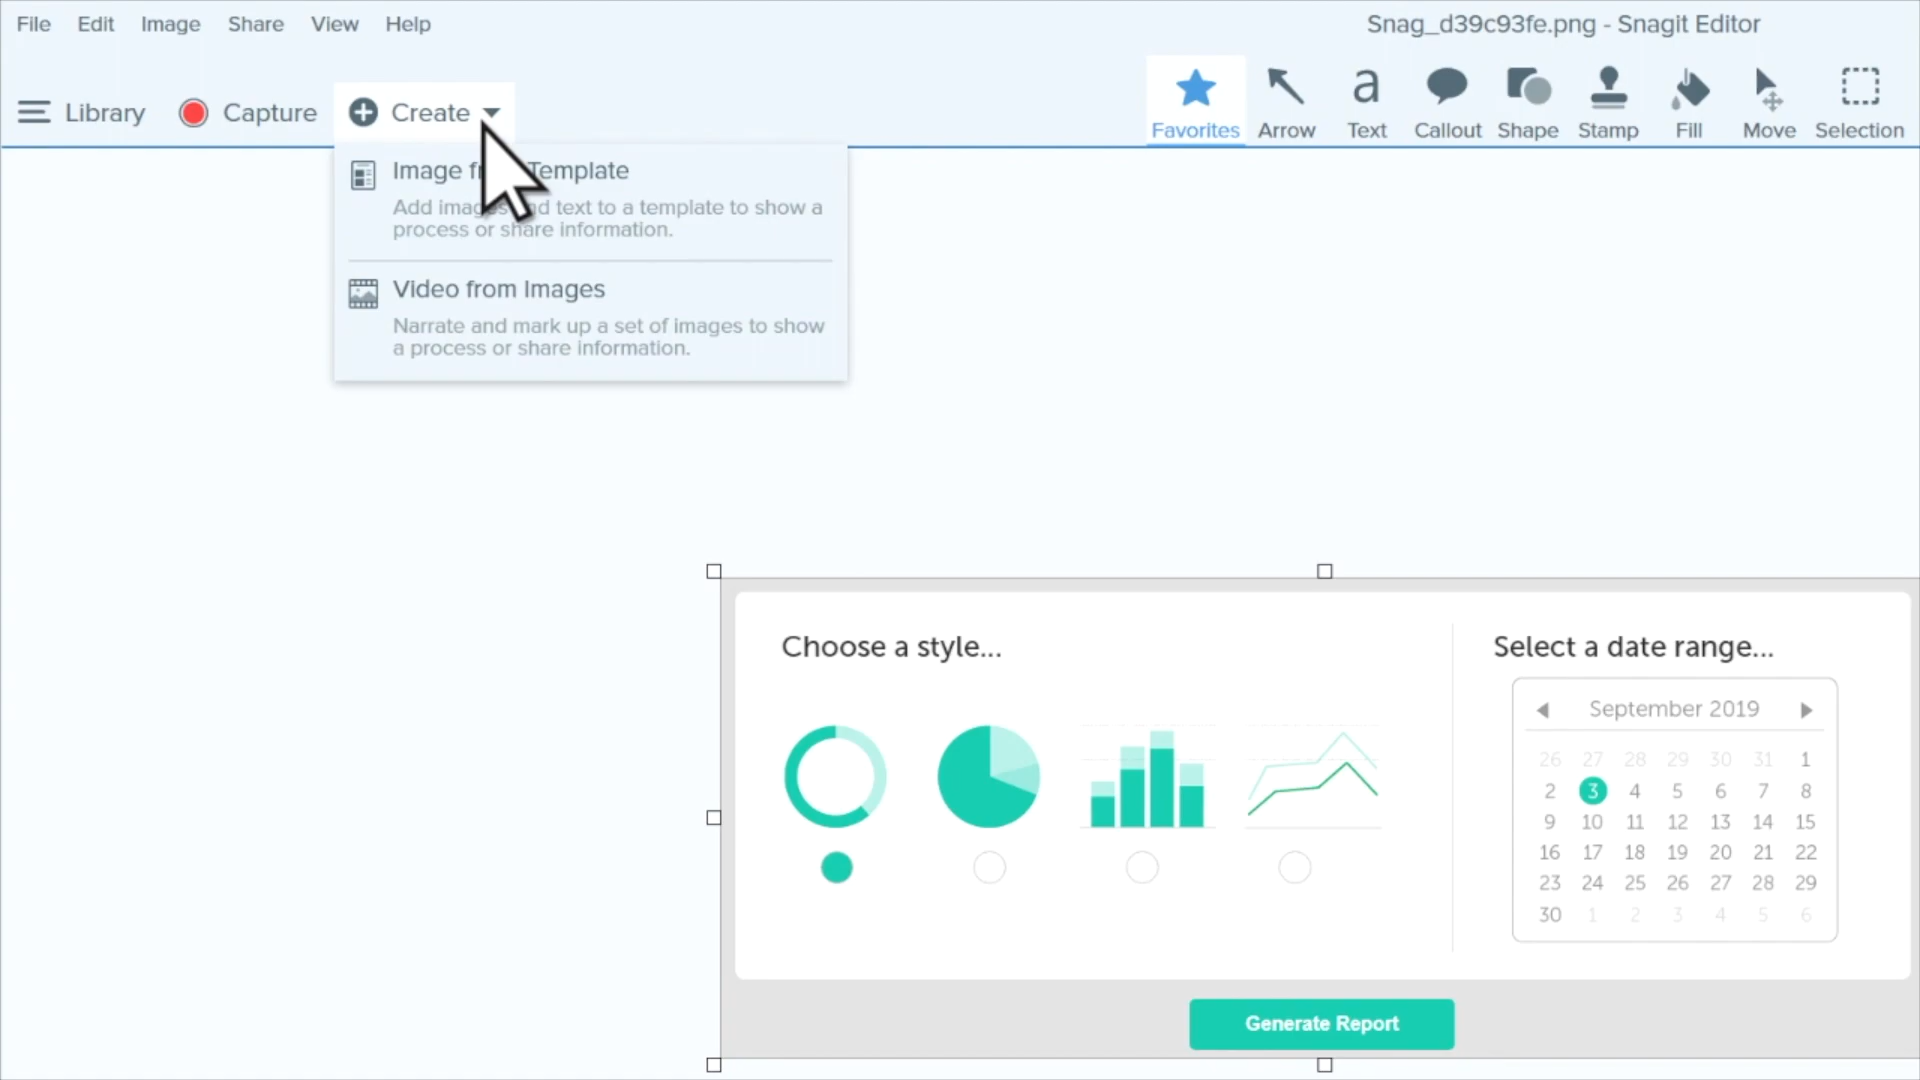 File Edit Image Share View Help
Snag_d39c93fe.png - Snagit Editor
Library Capture Create
Favorites Arrow Text Callout Shape Stamp Fill Move Selection
a
Image Template
Add and text to a template to show a
process or share information.
Video from Images
Narrate and mark up a set of images to show
a process or share information.
Choose a style...
Select a date range...
September 2019
26 27 28 29 30 31 1
2 3 4 5 6 7 8
9 10 11 12 13 14 15
16 17 18 19 20 21 22
23 24 25 26 27 28 29
30 1 2 3 4 5 6
Generate Report